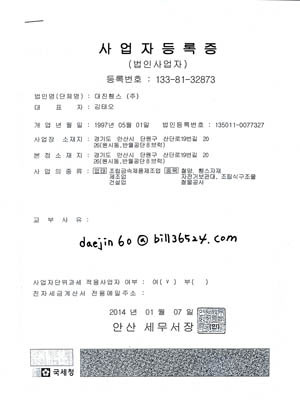 사 업 자 등 록 증
(법인사업자)
등록번호 : 133-81-32873
법인명(단체명) : 대진휀스 (주)
대 표 자 : 김태오
개 업 년 월 일 : 1997년 05월 01일 법인등록번호 : 135011-0077327
사업장 소재지 : 경기도 안산시 단원구 산단로19번길 20
26(원시동,반월공단8브럭)
본 점 소 재 지 : 경기도 안산시 단원구 산단로19번길 20
26(원시동,반월공단8브럭)
사 업 의 종 류 : 업태 조립금속제품제조업 종목 철망, 휀스자재
제조업 자전거보관대, 조립식구조물
건설업 철물공사
교 부 사 유 :
daejin60@bill36524.com
사업자단위과세 적용사업자 여부 : 여(v) 부( )
전자세금계산서 전용메일주소 :
2014 년 01 월 07 일
안산 세무서장
국세청